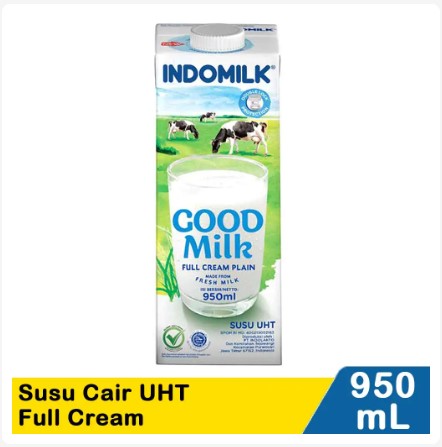 INDOMILK®
GOOD
Milk
FULL CREAM PLAIN
MADE FROM
FRESH MILK
950ml
SUSU UHT
Susu Cair UHT
Full Cream
950
mL